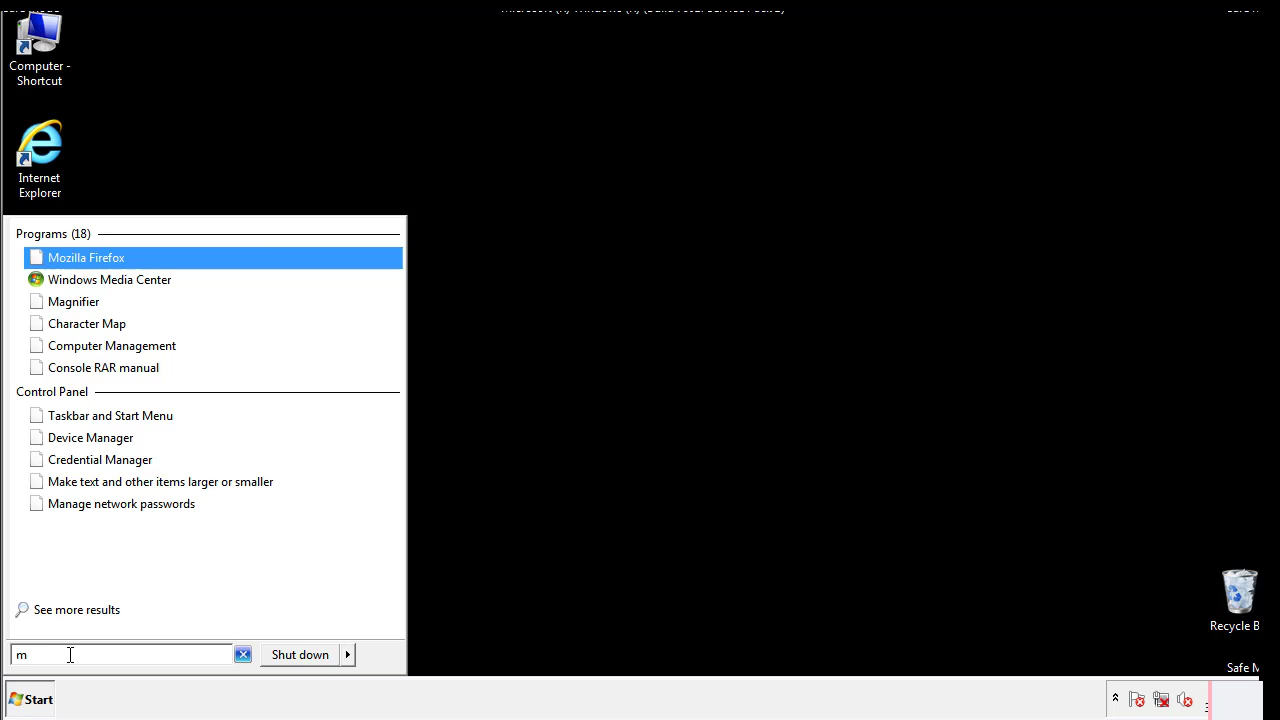 Computer -
Shortcut
Internet
Explorer
Programs (18)
Mozilla Firefox
Windows Media Center
Magnifier
Character Map
Computer Management
Console RAR manual
Control Panel
Taskbar and Start Menu
Device Manager
Credential Manager
Make text and other items larger or smaller
Manage network passwords
See more results
m
Shut down
Recycle B
Safe M
Start